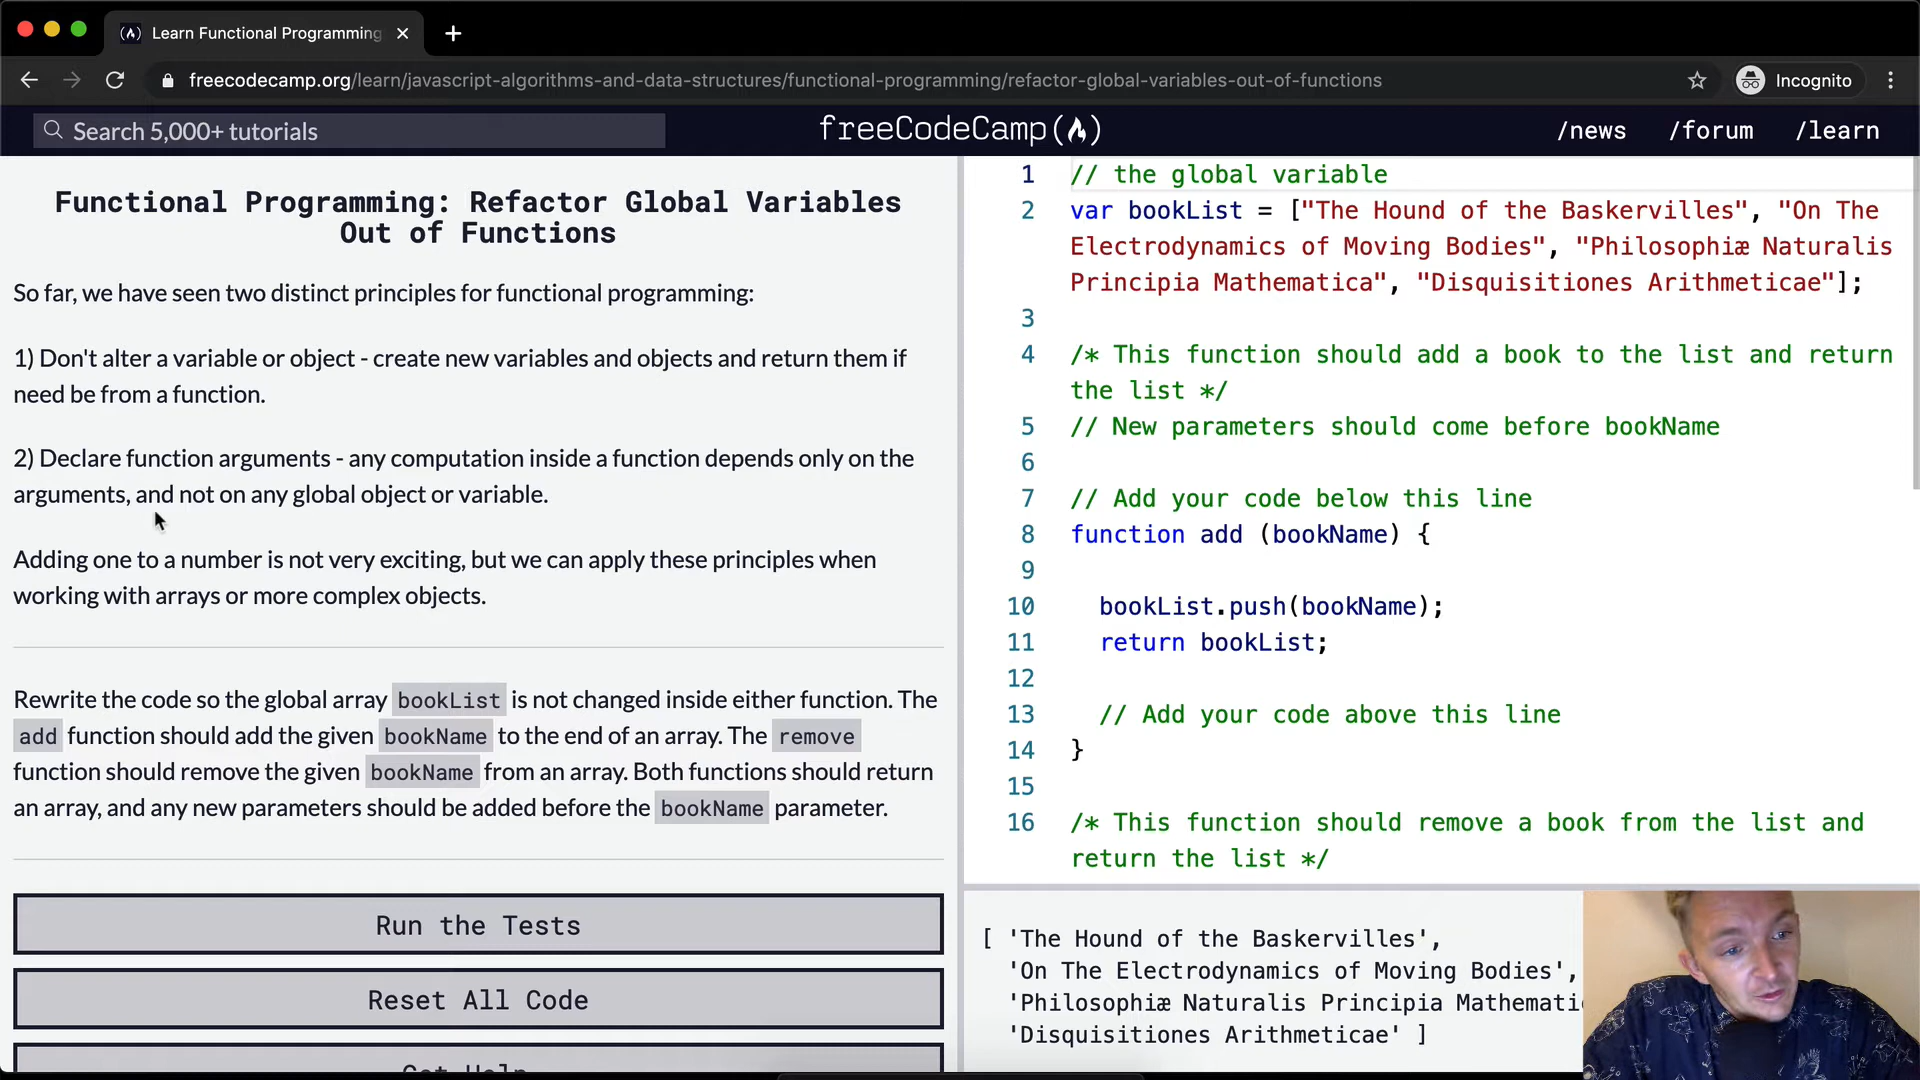 Learn Functional Programming
freecodecamp.org/learn/javascript-algorithms-and-data-structures/functional-programming/refactor-global-variables-out-of-functions
Incognito
Search 5,000+ tutorials
freeCodeCamp(🔥)
/news /forum /learn
Functional Programming: Refactor Global Variables
Out of Functions
So far, we have seen two distinct principles for functional programming:
1) Don't alter a variable or object - create new variables and objects and return them if
need be from a function.
2) Declare function arguments - any computation inside a function depends only on the
arguments, and not on any global object or variable.
Adding one to a number is not very exciting, but we can apply these principles when
working with arrays or more complex objects.
Rewrite the code so the global array bookList is not changed inside either function. The
add function should add the given bookName to the end of an array. The remove
function should remove the given bookName from an array. Both functions should return
an array, and any new parameters should be added before the bookName parameter.
Run the Tests
Reset All Code
Get Help
1 // the global variable
2 var bookList = ["The Hound of the Baskervilles", "On The
Electrodynamics of Moving Bodies", "Philosophiæ Naturalis
Principia Mathematica", "Disquisitiones Arithmeticae"];
3
4 /* This function should add a book to the list and return
the list */
5 // New parameters should come before bookName
6
7 // Add your code below this line
8 function add (bookName) {
9
10 bookList.push(bookName);
11 return bookList;
12
13 // Add your code above this line
14 }
15
16 /* This function should remove a book from the list and
return the list */
[ 'The Hound of the Baskervilles',
'On The Electrodynamics of Moving Bodies',
'Philosophiæ Naturalis Principia Mathemati
'Disquisitiones Arithmeticae' ]